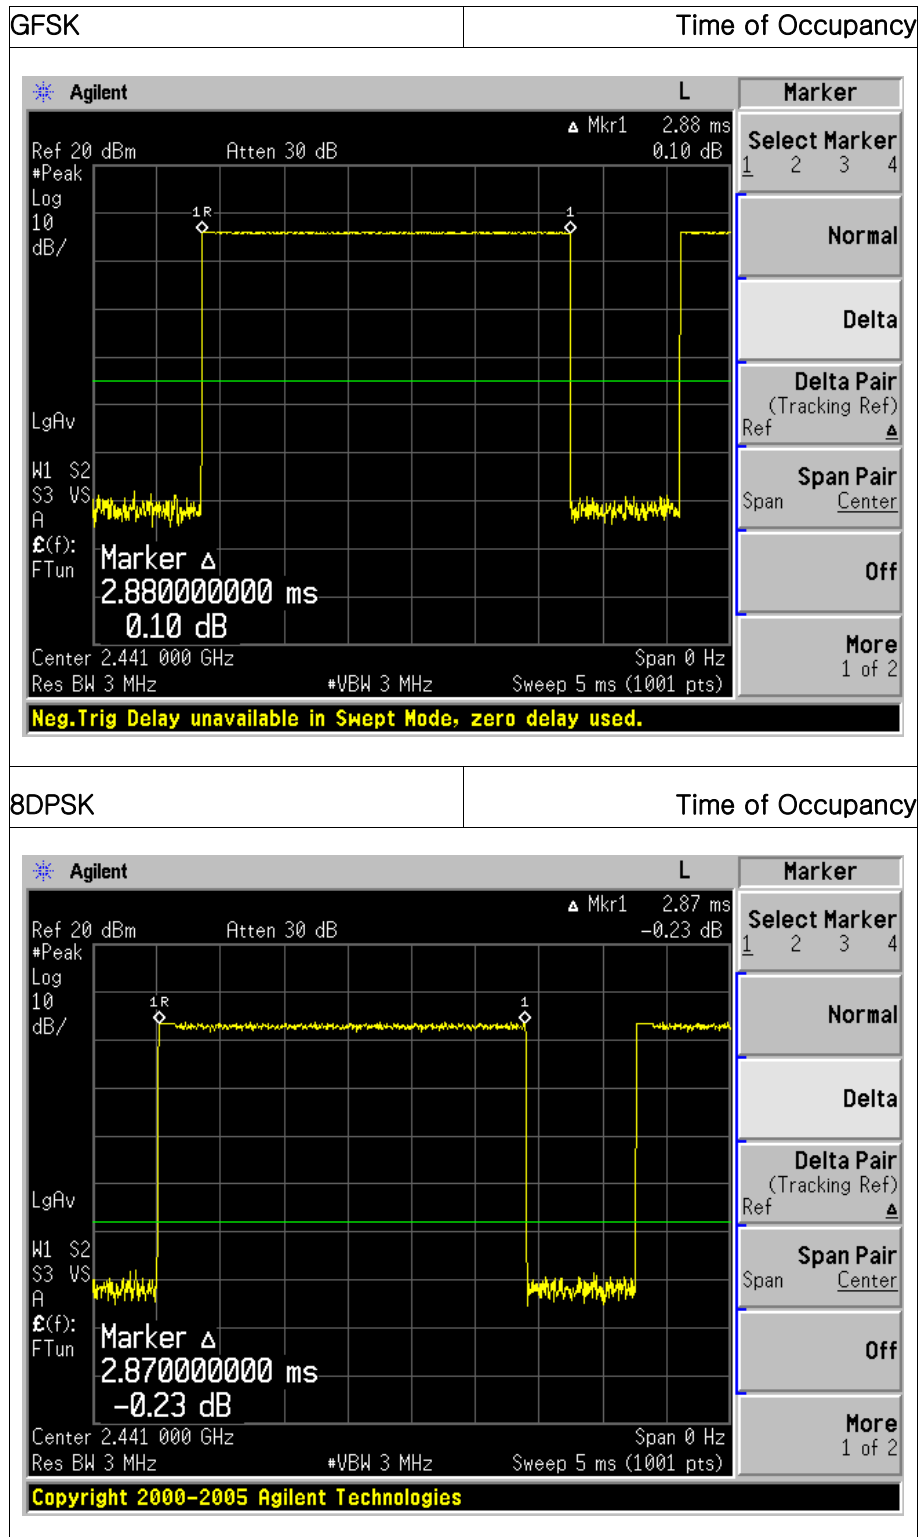 GFSK Time of Occupancy
Agilent L Marker
Δ Mkr1 2.88 ms
Ref 20 dBm Atten 30 dB 0.10 dB
#Peak
Log
10
dB/
1R 1
LgAv
W1 S2
S3 VS
A
£(f):
FTun
Marker Δ
2.880000000 ms
0.10 dB
Center 2.441 000 GHz Span 0 Hz
Res BW 3 MHz #VBW 3 MHz Sweep 5 ms (1001 pts)
Neg.Trig Delay unavailable in Swept Mode, zero delay used.
Select Marker
1 2 3 4
Normal
Delta
Delta Pair
(Tracking Ref)
Ref Δ
Span Pair
Span Center
Off
More
1 of 2
8DPSK Time of Occupancy
Agilent L Marker
Δ Mkr1 2.87 ms
Ref 20 dBm Atten 30 dB -0.23 dB
#Peak
Log
10
dB/
1R 1
LgAv
W1 S2
S3 VS
A
£(f):
FTun
Marker Δ
2.870000000 ms
-0.23 dB
Center 2.441 000 GHz Span 0 Hz
Res BW 3 MHz #VBW 3 MHz Sweep 5 ms (1001 pts)
Copyright 2000-2005 Agilent Technologies
Select Marker
1 2 3 4
Normal
Delta
Delta Pair
(Tracking Ref)
Ref Δ
Span Pair
Span Center
Off
More
1 of 2